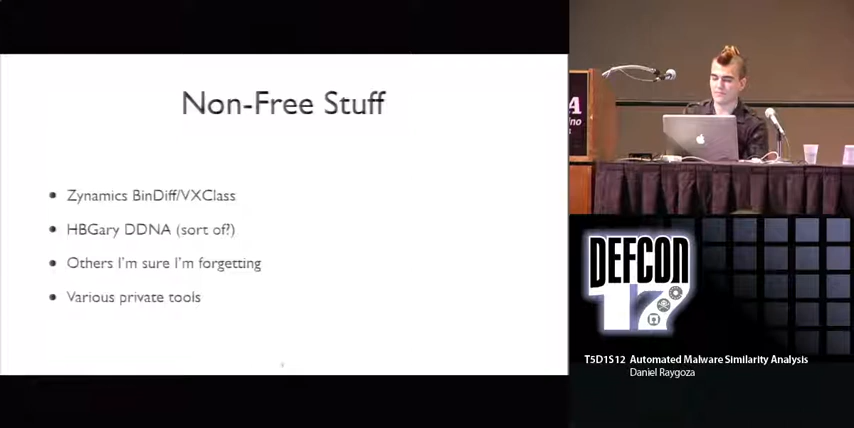 Non-Free Stuff
Zynamics BinDiff/VXClass
HBGary DDNA (sort of?)
Others I'm sure I'm forgetting
Various private tools
DEFCON
17
T5D1S12 Automated Malware Similarity Analysis
Daniel Raygoza